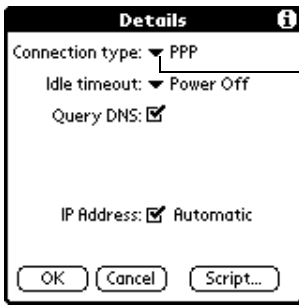 Details
Connection type: PPP
Idle timeout: Power Off
Query DNS:
IP Address: Automatic
OK Cancel Script...